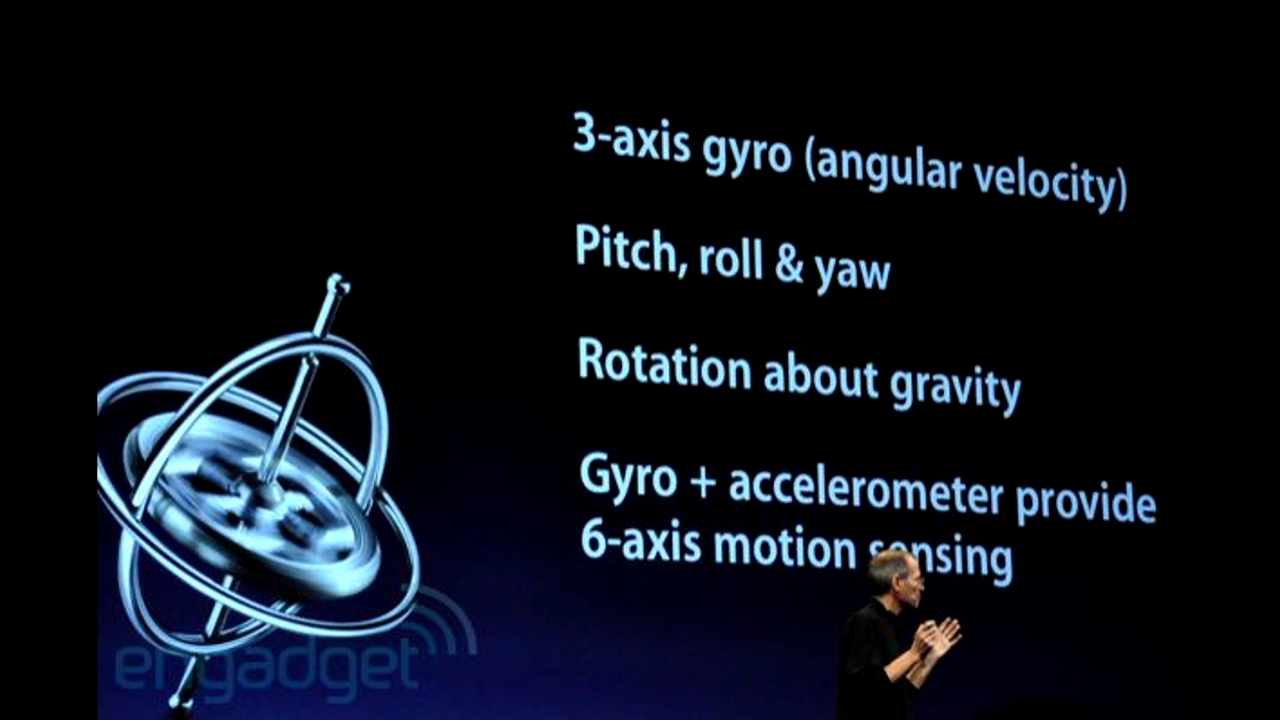 3-axis gyro (angular velocity)
Pitch, roll & yaw
Rotation about gravity
Gyro + accelerometer provide
6-axis motion sensing
engadget